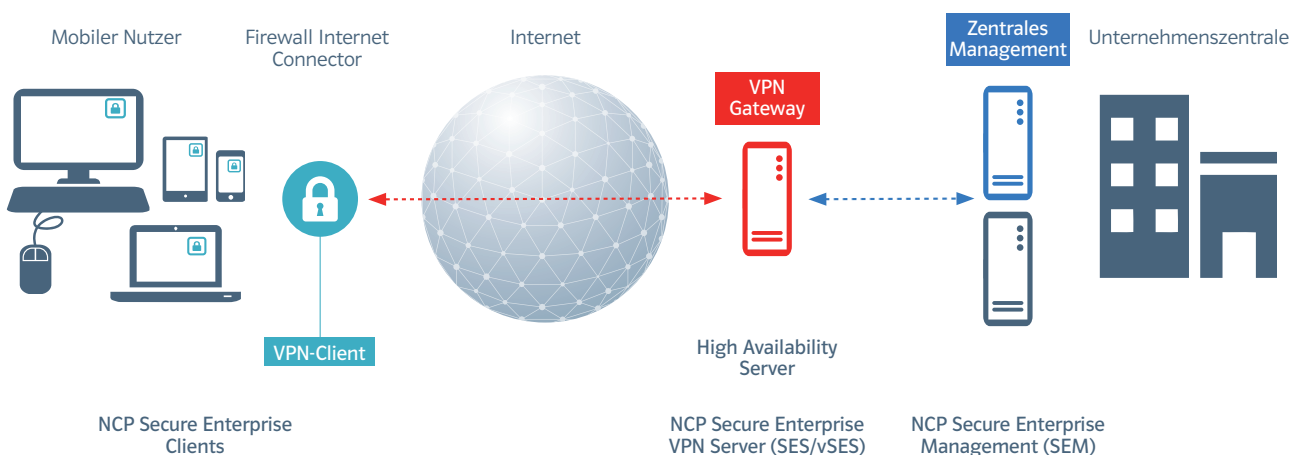 Mobiler Nutzer
Firewall Internet
Connector
Internet
VPN
Gateway
Zentrales
Management
Unternehmenszentrale
VPN-Client
High Availability
Server
NCP Secure Enterprise
Clients
NCP Secure Enterprise
VPN Server (SES/vSES)
NCP Secure Enterprise
Management (SEM)